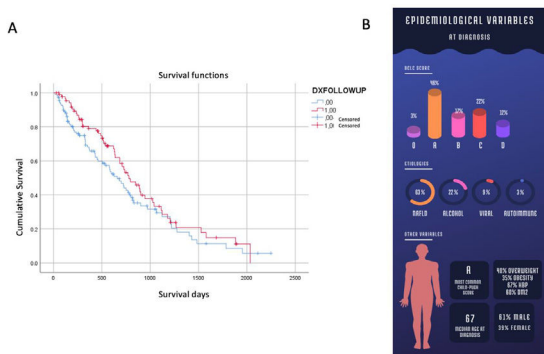 A
Survival functions
DXFOLLOWUP
,00
1,00
,00- Censored
1,0( Censored
Cumulative Survival
1.0
0.8
0.6
0.4
0.2
0.0
0 500 1000 1500 2000 2500
Survival days
B
EPIDEMIOLOGICAL VARIABLES
AT DIAGNOSIS
BCLC SCORE
3% 48% 17% 22% 12%
0 A B C D
ETIOLOGIES
63% 22% 9% 3%
NAFLD ALCOHOL VIRAL AUTOIMMUNE
OTHER VARIABLES
A
MOST COMMON
CHILD-PUGH
SCORE
40% OVERWEIGHT
35% OBESITY
67% HBP
60% DM2
67
MEDIAN AGE AT
DIAGNOSIS
61% MALE
39% FEMALE